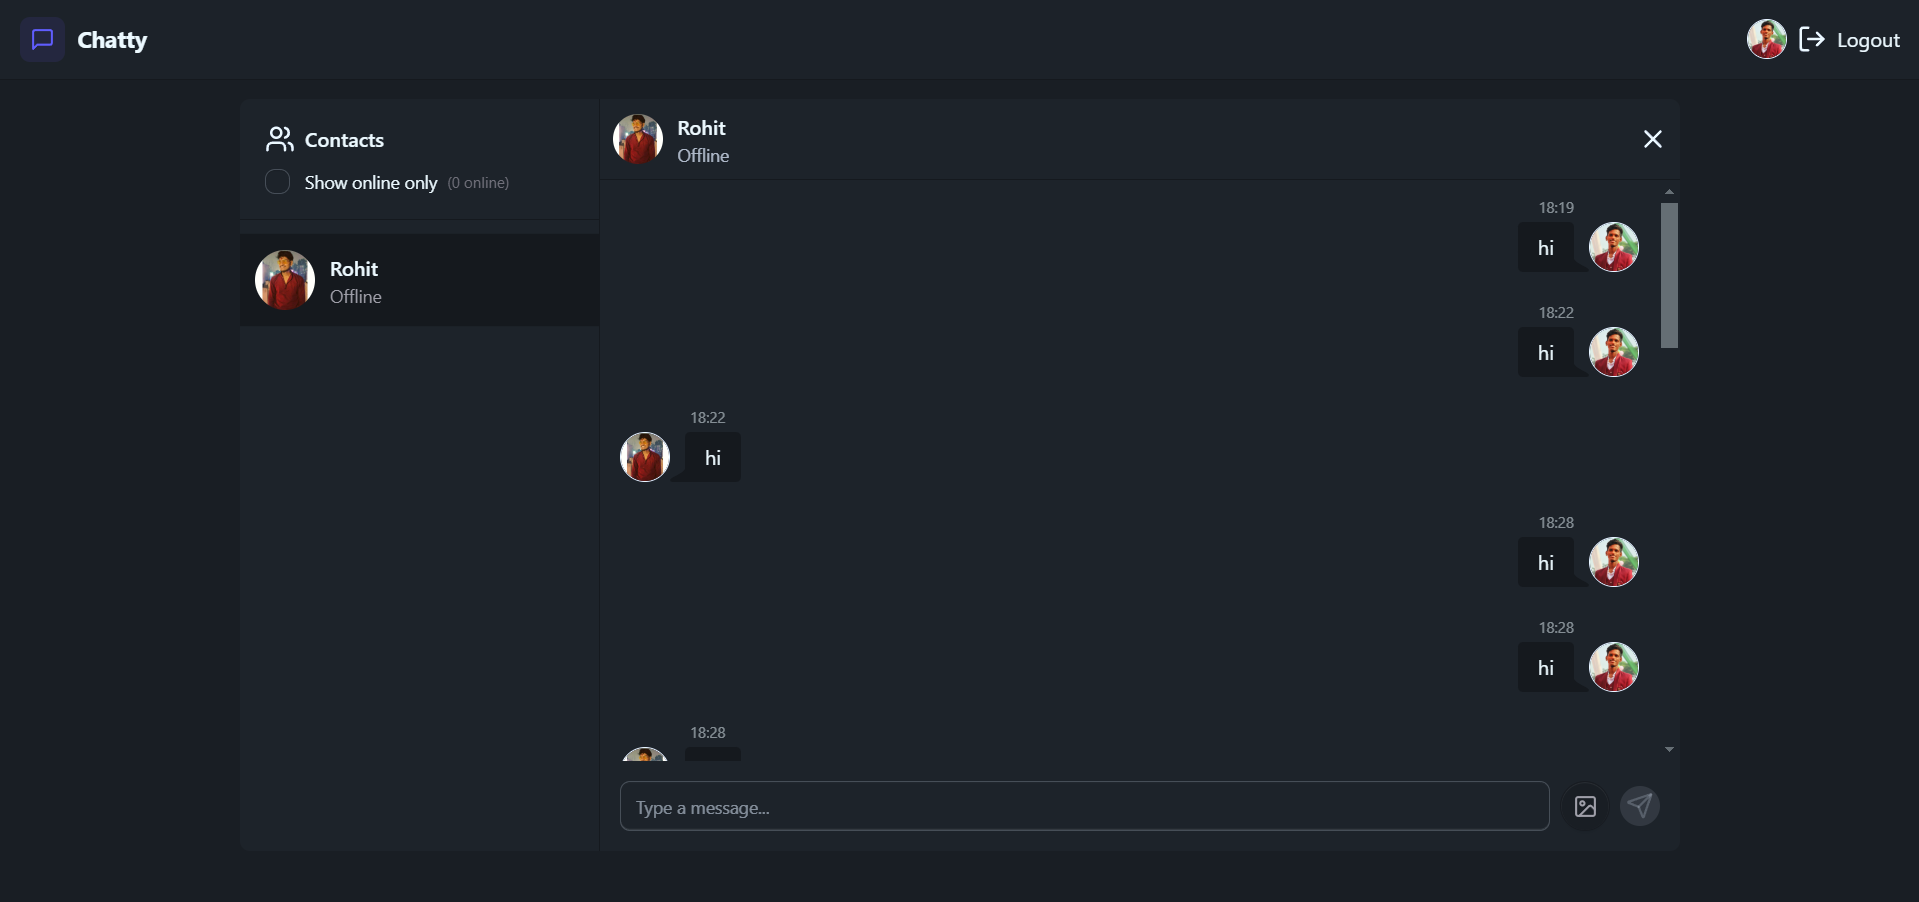 Chatty
Logout
Contacts
Show online only (0 online)
Rohit
Offline
Rohit
Offline
18:19
hi
18:22
hi
18:22
hi
18:28
hi
18:28
hi
18:28
Type a message...